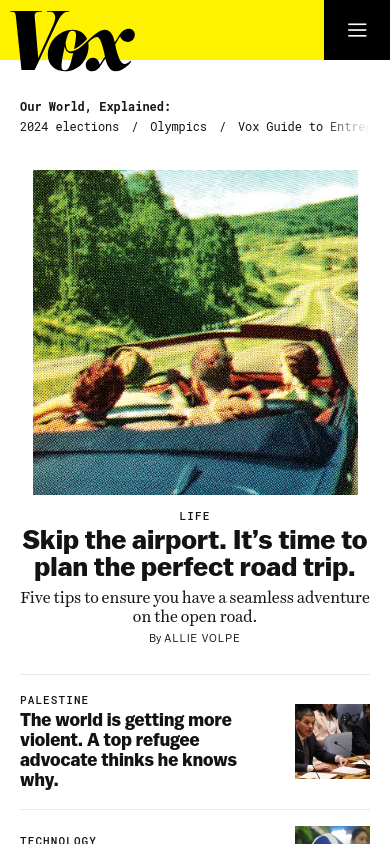 Vox
Our World, Explained:
2024 elections / Olympics / Vox Guide to
LIFE
Skip the airport. It’s time to
plan the perfect road trip.
Five tips to ensure you have a seamless adventure
on the open road.
By ALLIE VOLPE
PALESTINE
The world is getting more
violent. A top refugee
advocate thinks he knows
why.
TECHNOLOGY